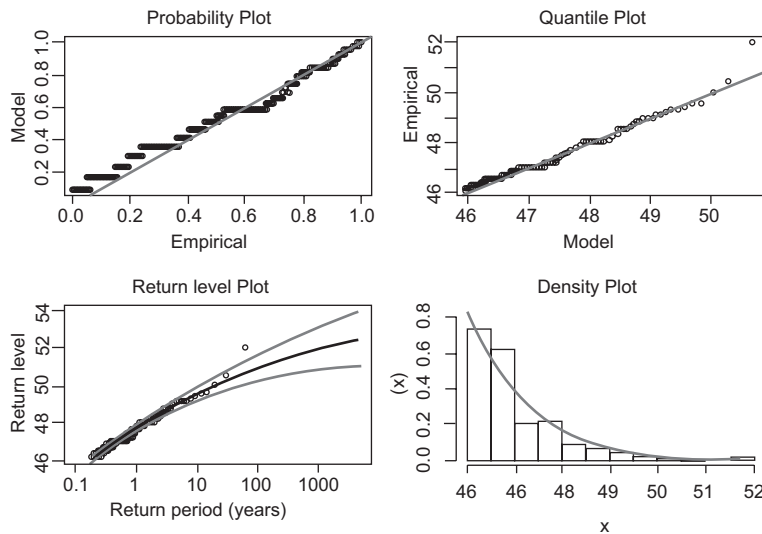 Probability Plot
Model
0.2 0.4 0.6 0.8 1.0
0.0 0.2 0.4 0.6 0.8 1.0
Empirical
Quantile Plot
Empirical
46 48 50 52
46 47 48 49 50
Model
Return level Plot
Return level
46 48 50 52 54
0.1 1 10 100 1000
Return period (years)
Density Plot
(x)
0.0 0.2 0.4 0.6 0.8
46 46 48 48 50 51 52
x